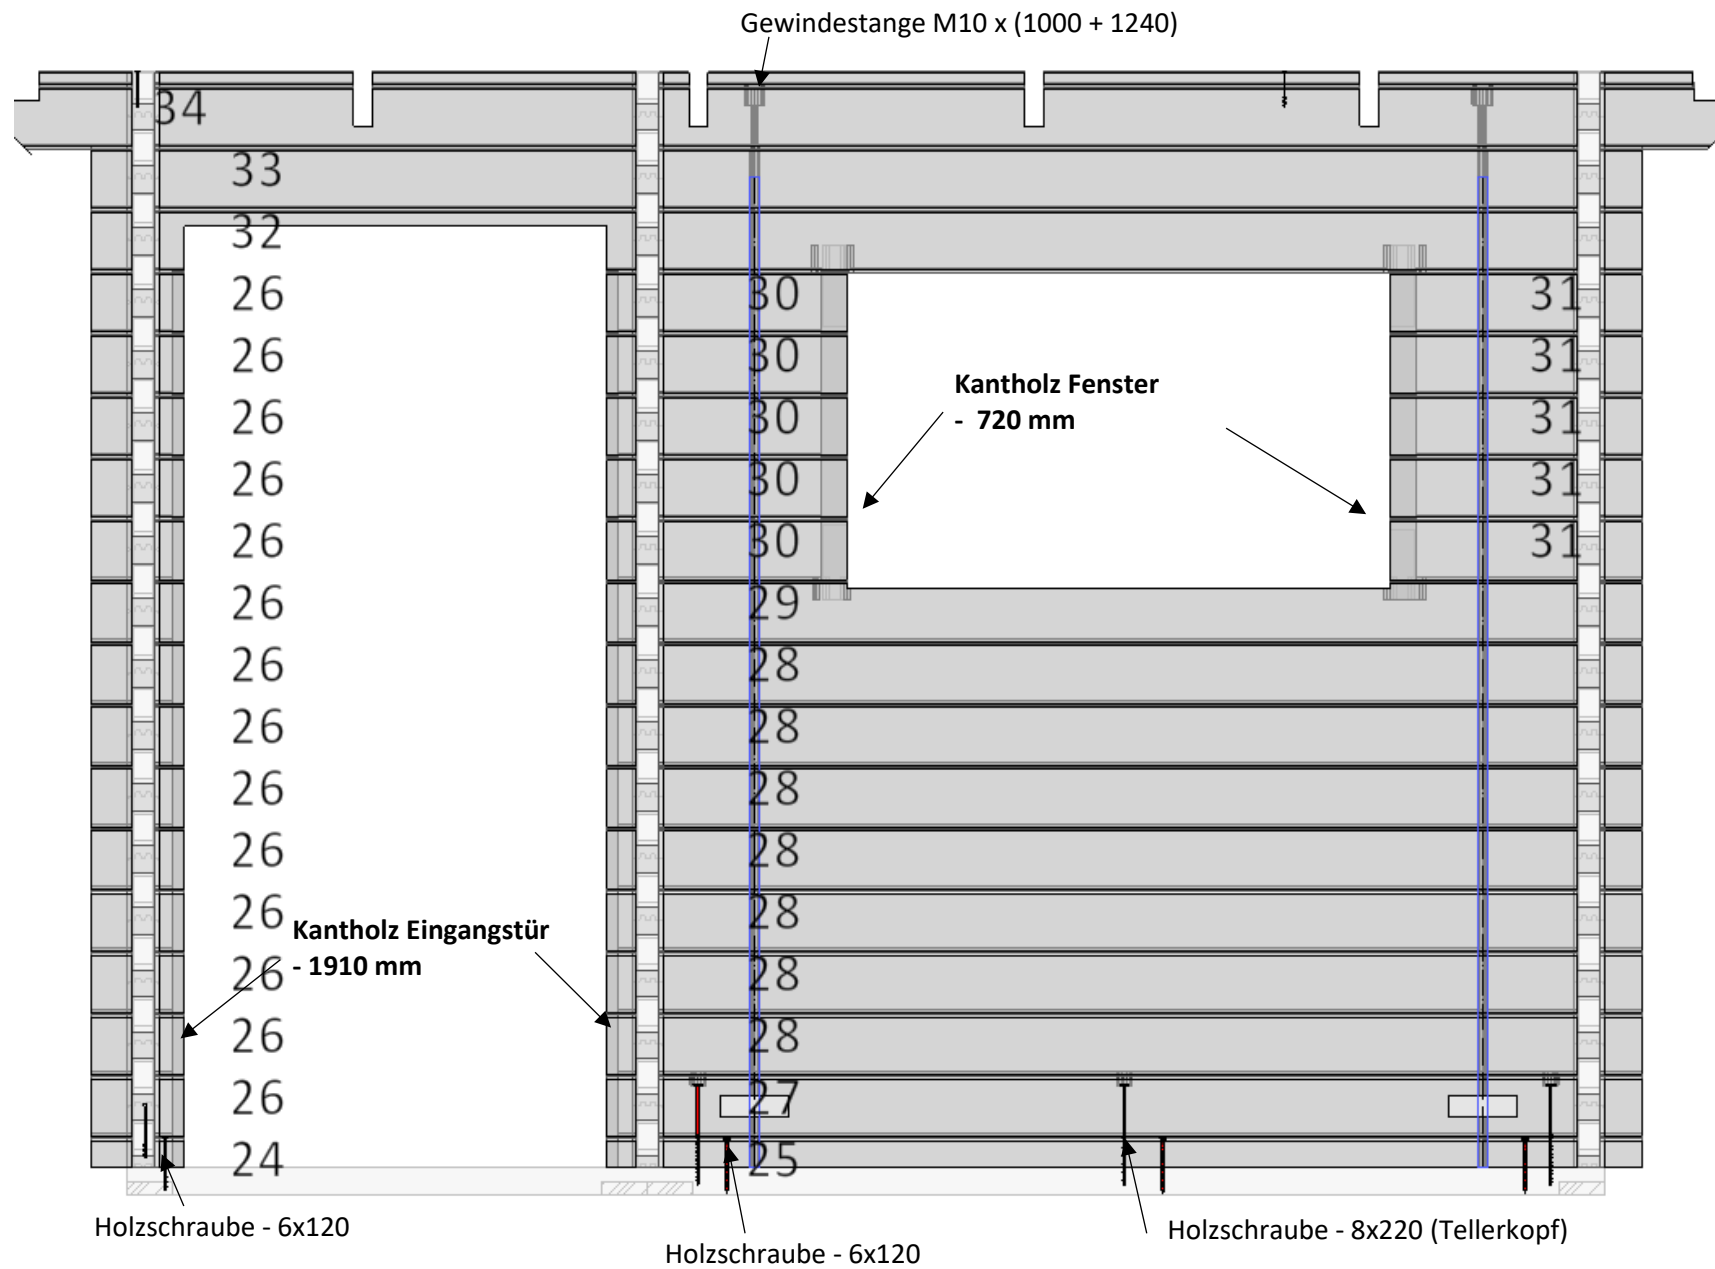 Gewindestange M10 x (1000 + 1240)
34
33
32
26 30 31
26 30 31
Kantholz Fenster
- 720 mm
26 30 31
26 30 31
26 30 31
26 29
26 28
26 28
26 28
26 28
26 28
Kantholz Eingangstür
- 1910 mm
26 28
26 28
26 27
24 25
Holzschraube - 6x120
Holzschraube - 6x120
Holzschraube - 8x220 (Tellerkopf)